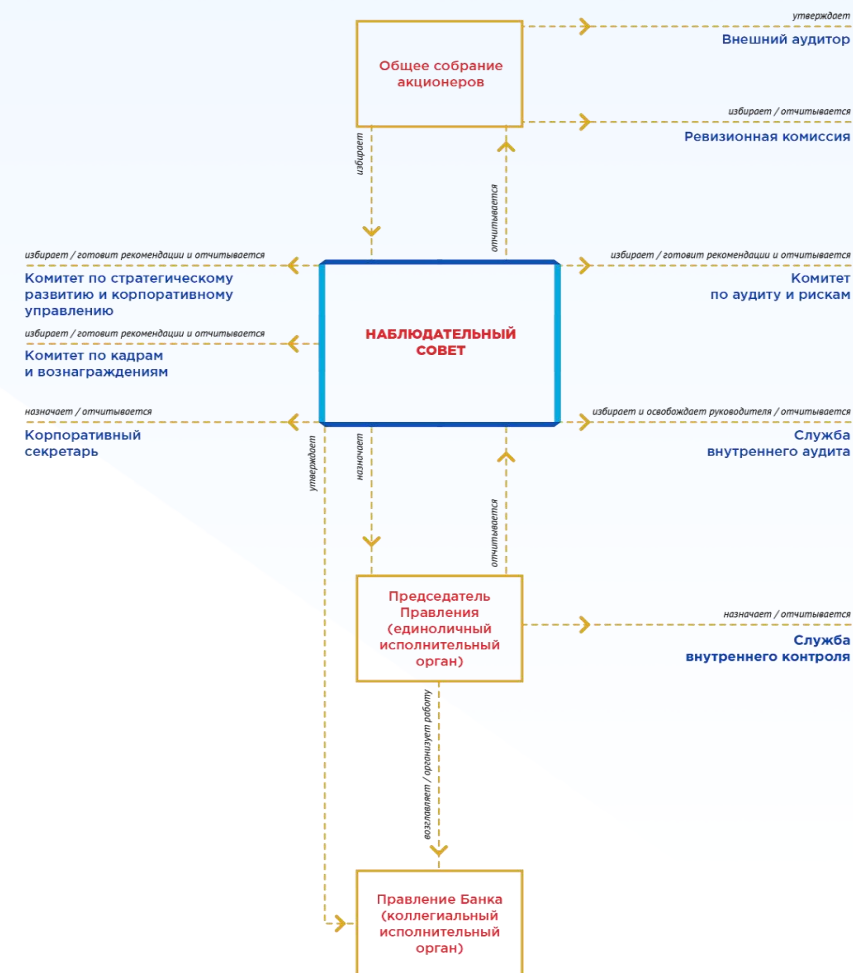 утверждает
Внешний аудитор
Общее собрание
акционеров
избирает / отчитывается
Ревизионная комиссия
избирает
отчитывается
избирает / готовит рекомендации и отчитывается
Комитет по стратегическому
развитию и корпоративному
управлению
избирает / готовит рекомендации и отчитывается
Комитет
по аудиту и рискам
НАБЛЮДАТЕЛЬНЫЙ
СОВЕТ
избирает / готовит рекомендации и отчитывается
Комитет по кадрам
и вознаграждениям
назначает / отчитывается
Корпоративный
секретарь
избирает и освобождает руководителя / отчитывается
Служба
внутреннего аудита
утверждает
назначает
отчитывается
Председатель
Правления
(единоличный
исполнительный
орган)
назначает / отчитывается
Служба
внутреннего контроля
возглавляет / организует работу
Правление Банка
(коллегиальный
исполнительный
орган)